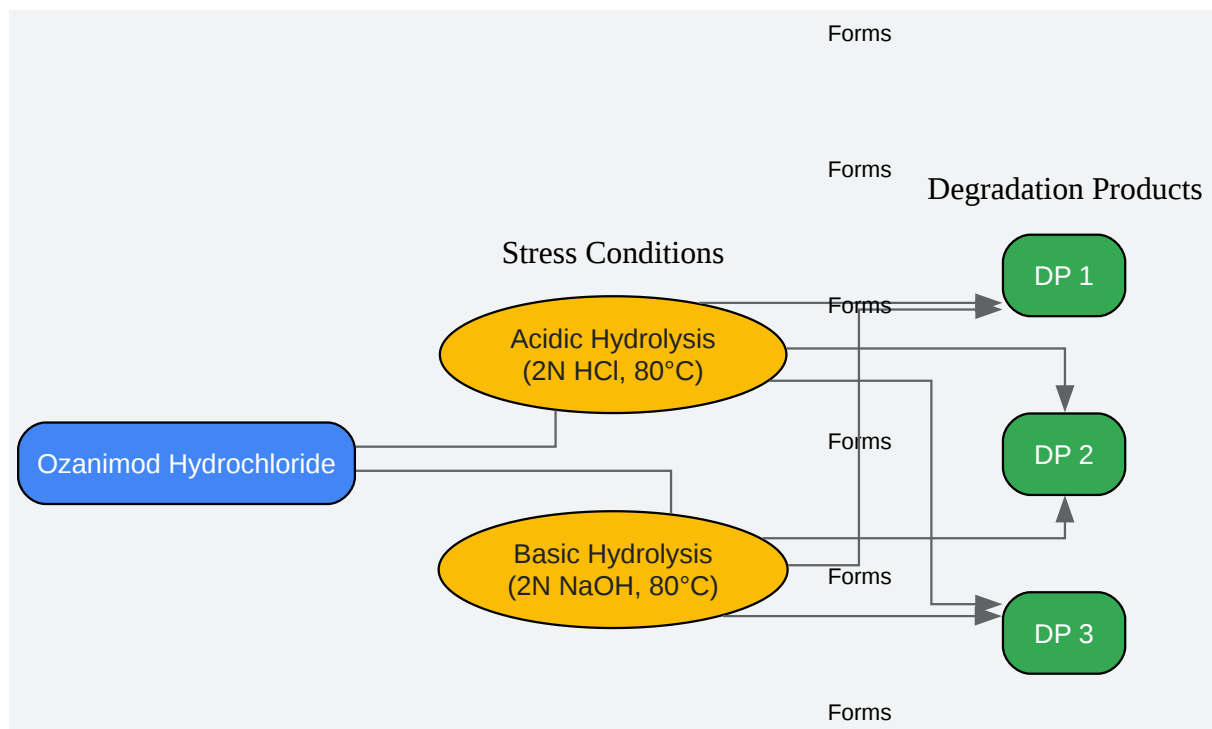 Forms
Forms
Degradation Products
Stress Conditions
DP 1
Forms
Acidic Hydrolysis
(2N HCl, 80°C)
Forms
DP 2
Ozanimod Hydrochloride
Basic Hydrolysis
(2N NaOH, 80°C)
Forms
DP 3
Forms